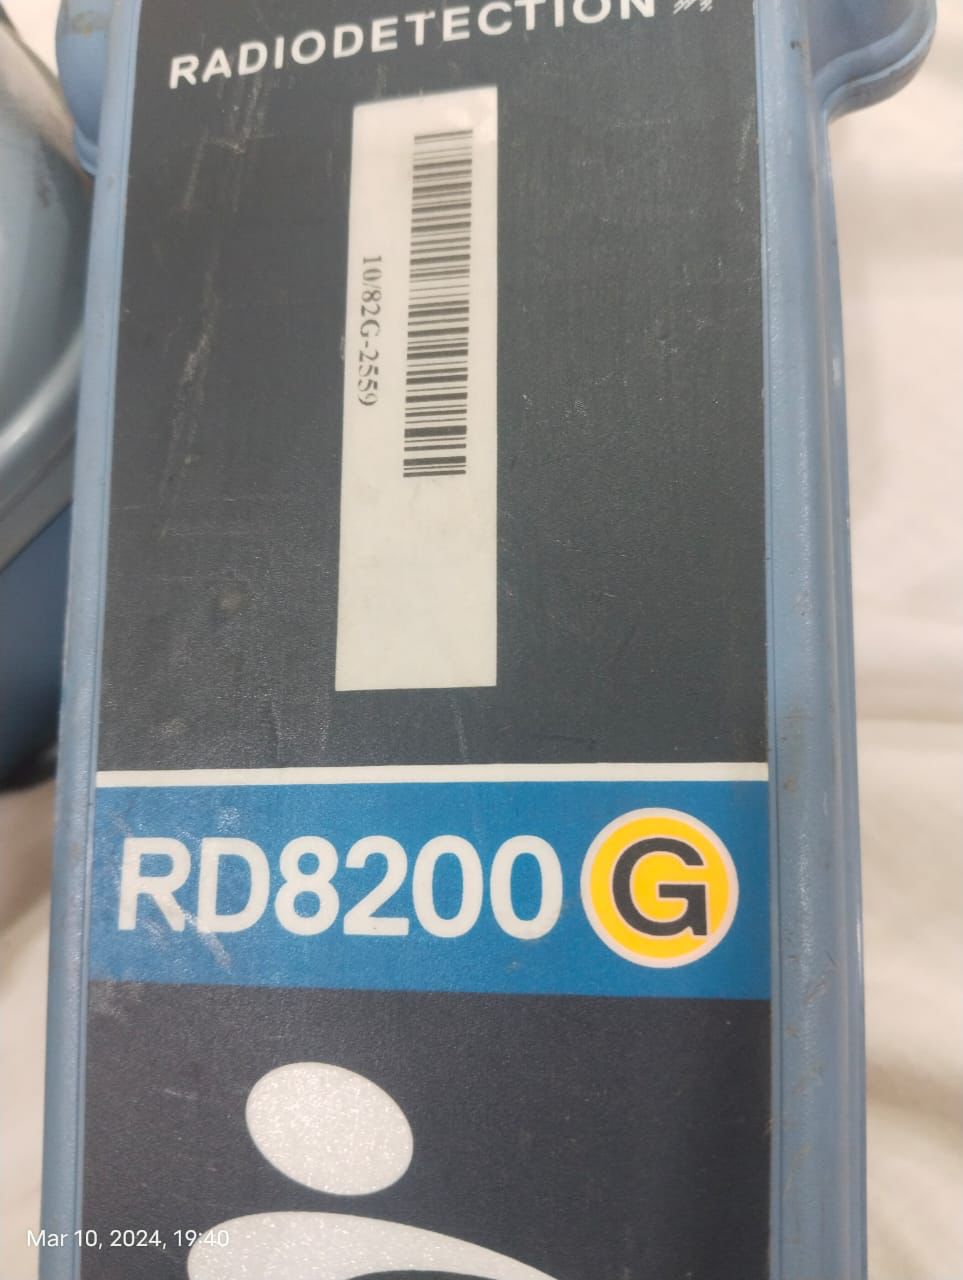 RADIODETECTION
10/82G-2559
RD8200 G
Mar 10, 2024, 19:40